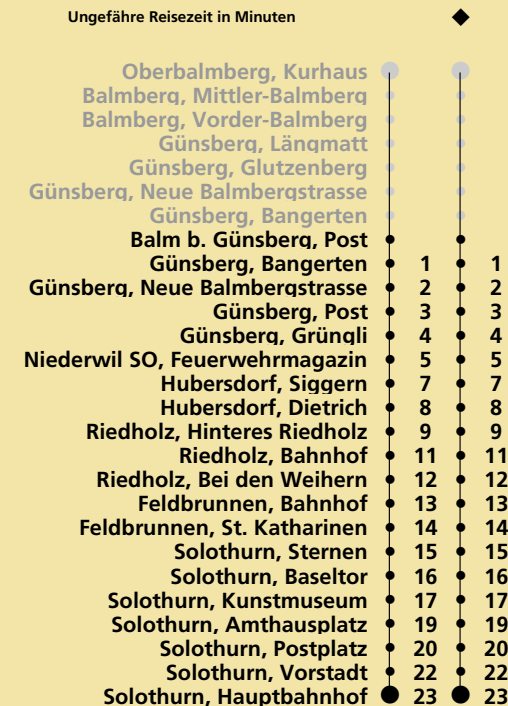 Ungefähre Reisezeit in Minuten ◆
Oberbalmberg, Kurhaus
Balmberg, Mittler-Balmberg
Balmberg, Vorder-Balmberg
Günsberg, Längmatt
Günsberg, Glutzenberg
Günsberg, Neue Balmbergstrasse
Günsberg, Bangerten
Balm b. Günsberg, Post
Günsberg, Bangerten 1 1
Günsberg, Neue Balmbergstrasse 2 2
Günsberg, Post 3 3
Günsberg, Grüngli 4 4
Niederwil SO, Feuerwehrmagazin 5 5
Hubersdorf, Siggern 7 7
Hubersdorf, Dietrich 8 8
Riedholz, Hinteres Riedholz 9 9
Riedholz, Bahnhof 11 11
Riedholz, Bei den Weihern 12 12
Feldbrunnen, Bahnhof 13 13
Feldbrunnen, St. Katharinen 14 14
Solothurn, Sternen 15 15
Solothurn, Baseltor 16 16
Solothurn, Kunstmuseum 17 17
Solothurn, Amthausplatz 19 19
Solothurn, Postplatz 20 20
Solothurn, Vorstadt 22 22
Solothurn, Hauptbahnhof 23 23